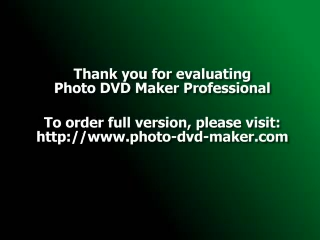 Thank you for evaluating
Photo DVD Maker Professional
To order full version, please visit:
http://www.photo-dvd-maker.com